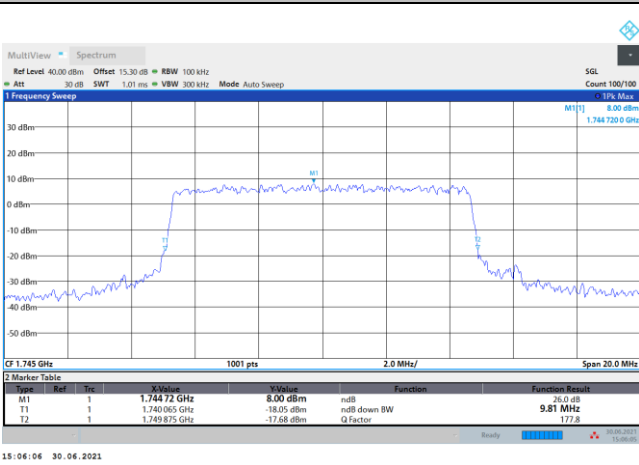 MultiView Spectrum
Ref Level 40.00 dBm Offset 15.30 dB RBW 100 kHz SGL
Att 30 dB SWT 1.01 ms VBW 300 kHz Mode Auto Sweep Count 100/100
1 Frequency Sweep 1Pk Max
M1[1] 8.00 dBm
1.744 720 0 GHz
30 dBm
20 dBm
M1
10 dBm
0 dBm
-10 dBm
T1 T2
-20 dBm
-30 dBm
-40 dBm
-50 dBm
CF 1.745 GHz 1001 pts 2.0 MHz/ Span 20.0 MHz
2 Marker Table
Type Ref Trc X-Value Y-Value Function Function Result
M1 1 1.744 72 GHz 8.00 dBm ndB 26.0 dB
T1 1 1.740 065 GHz -18.05 dBm ndB down BW 9.81 MHz
T2 1 1.749 875 GHz -17.68 dBm Q Factor 177.8
Ready 30.06.2021
15:06:05
15:06:06 30.06.2021